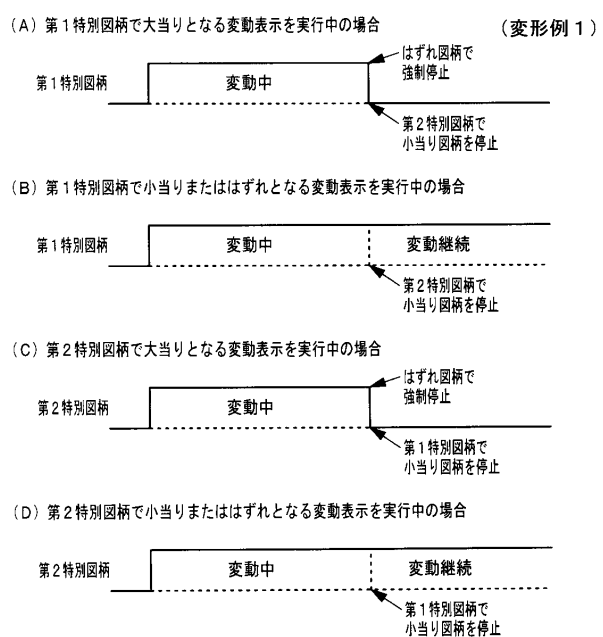 (A) 第１特別図柄で大当りとなる変動表示を実行中の場合
(変形例１)
はずれ図柄で
強制停止
第１特別図柄
変動中
第２特別図柄で
小当り図柄を停止
(B) 第１特別図柄で小当りまたははずれとなる変動表示を実行中の場合
第１特別図柄
変動中
変動継続
第２特別図柄で
小当り図柄を停止
(C) 第２特別図柄で大当りとなる変動表示を実行中の場合
はずれ図柄で
強制停止
第２特別図柄
変動中
第１特別図柄で
小当り図柄を停止
(D) 第２特別図柄で小当りまたははずれとなる変動表示を実行中の場合
第２特別図柄
変動中
変動継続
第１特別図柄で
小当り図柄を停止